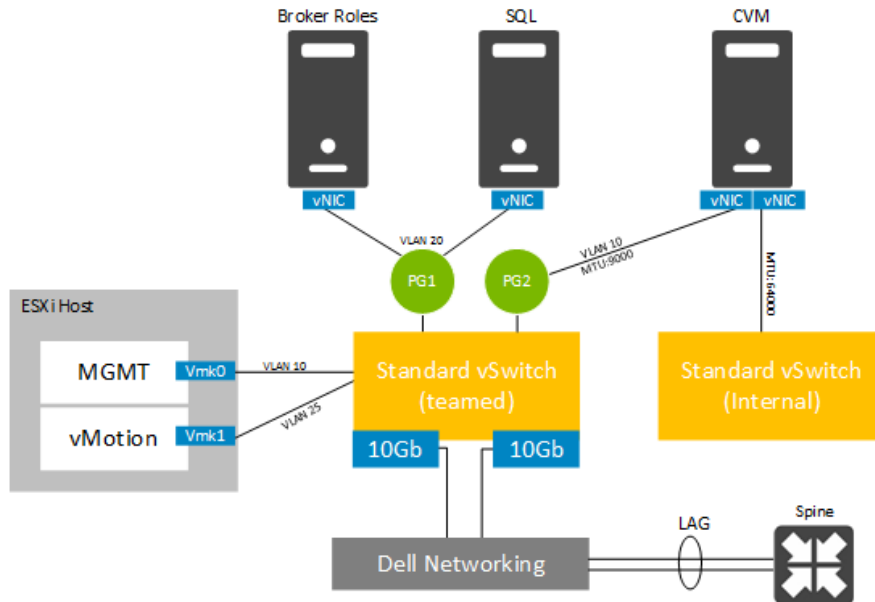 Broker Roles
SQL
CVM
vNIC
vNIC
vNIC
vNIC
VLAN 20
VLAN 10
MTU:9000
MTU:64000
PG1
PG2
ESXi Host
MGMT
Vmk0
VLAN 10
vMotion
Vmk1
VLAN 25
Standard vSwitch
(teamed)
Standard vSwitch
(Internal)
10Gb
10Gb
Dell Networking
LAG
Spine